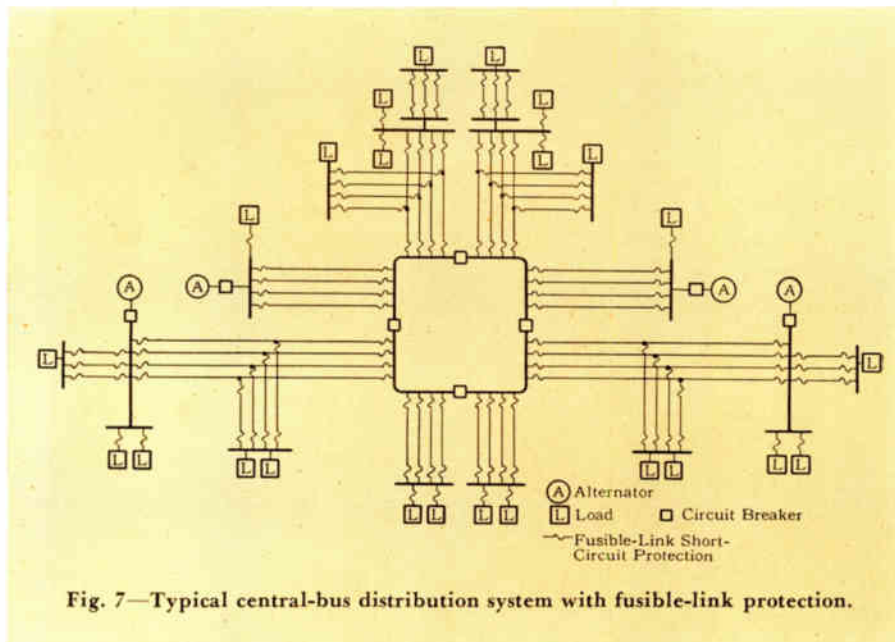 L L
L L
L L L L
L L
A A A A
L L
L L L L L L L L
L L L L
A Alternator
L Load Circuit Breaker
Fusible-Link Short-
Circuit Protection
Fig. 7—Typical central-bus distribution system with fusible-link protection.